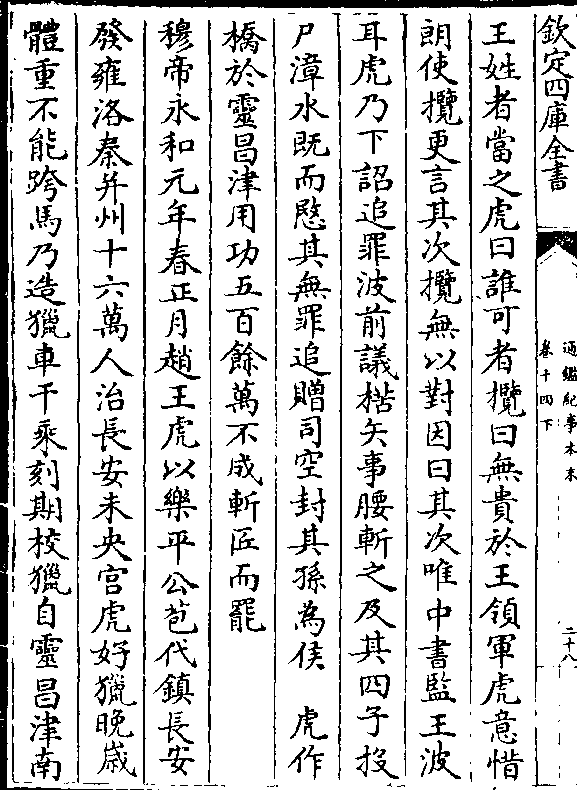 欽定四庫全書
通鑑紀事本末
卷十四下
二十八
王姓者當之虎曰誰可者攬曰無貴於王領軍虎意惜
朗使攬更言其次攬無以對因曰其次唯中書監王波
耳虎乃下詔追罪波前議楛矢事腰斬之及其四子投
尸漳水既而愍其無罪追贈司空封其孫為侯　虎作
橋於靈昌津用功五百餘萬不成斬匠而罷
穆帝永和元年春正月趙王虎以樂平公苞代鎮長安
發雍洛秦并州十六萬人治長安未央宮虎好獵晚嵗
體重不能跨馬乃造獵車千乘刻期校獵自靈昌津南